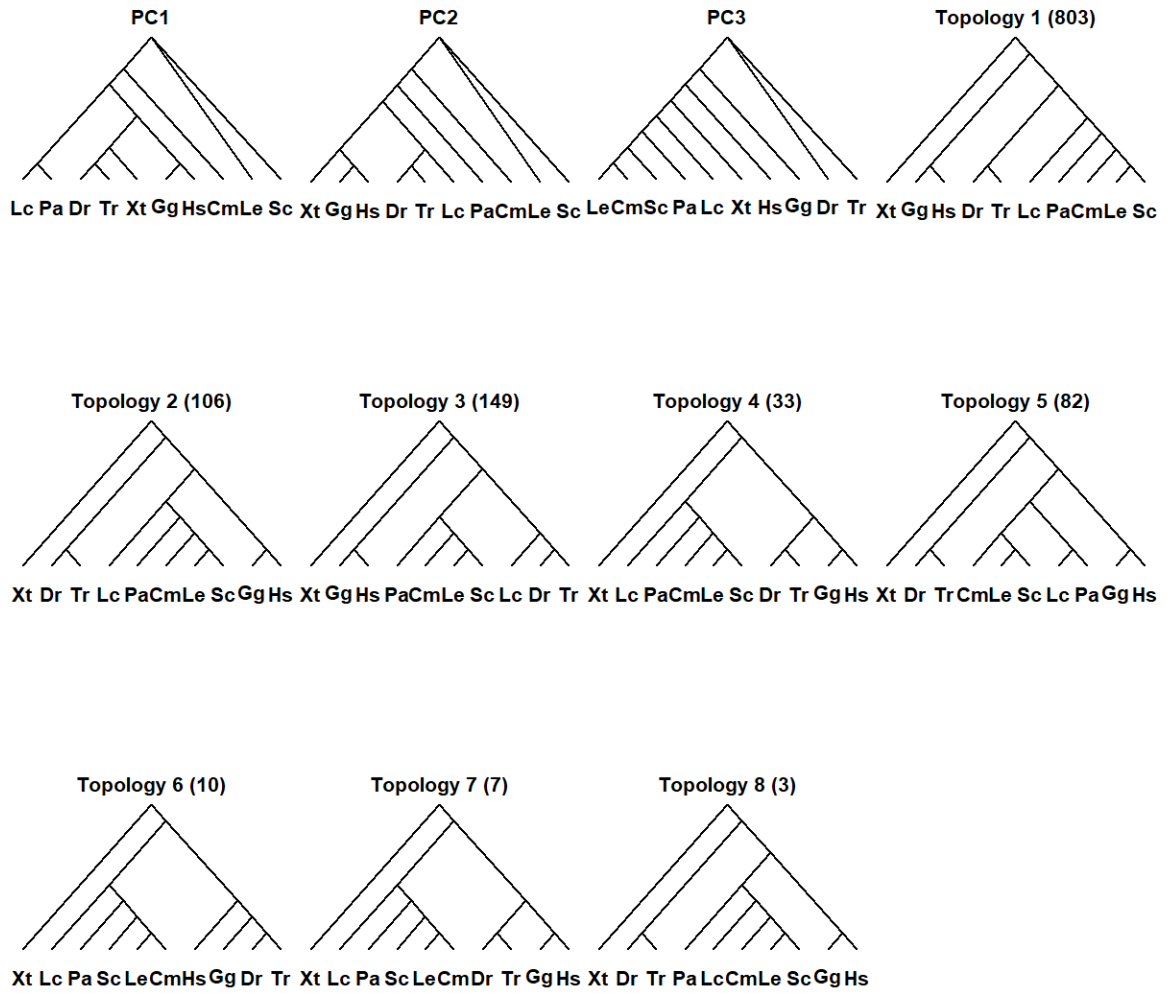 PC1 PC2 PC3 Topology 1 (803)
Lc Pa Dr Tr Xt Gg Hs Cm Le Sc Xt Gg Hs Dr Tr Lc Pa Cm Le Sc Le Cm Sc Pa Lc Xt Hs Gg Dr Tr Xt Gg Hs Dr Tr Lc Pa Cm Le Sc
Topology 2 (106) Topology 3 (149) Topology 4 (33) Topology 5 (82)
Xt Dr Tr Lc Pa Cm Le Sc Gg Hs Xt Gg Hs Pa Cm Le Sc Lc Dr Tr Xt Lc Pa Cm Le Sc Dr Tr Gg Hs Xt Dr Tr Cm Le Sc Lc Pa Gg Hs
Topology 6 (10) Topology 7 (7) Topology 8 (3)
Xt Lc Pa Sc Le Cm Hs Gg Dr Tr Xt Lc Pa Sc Le Cm Dr Tr Gg Hs Xt Dr Tr Pa Lc Cm Le Sc Gg Hs